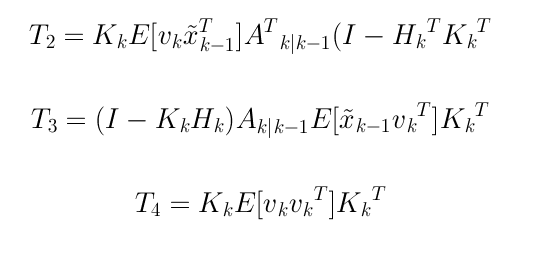 T_2 = K_k E[v_k \tilde{x}_{k-1}^T] A^T{}_{k|k-1} (I - H_k{}^T K_k{}^T
T_3 = (I - K_k H_k) A_{k|k-1} E[\tilde{x}_{k-1} v_k{}^T] K_k{}^T
T_4 = K_k E[v_k v_k{}^T] K_k{}^T